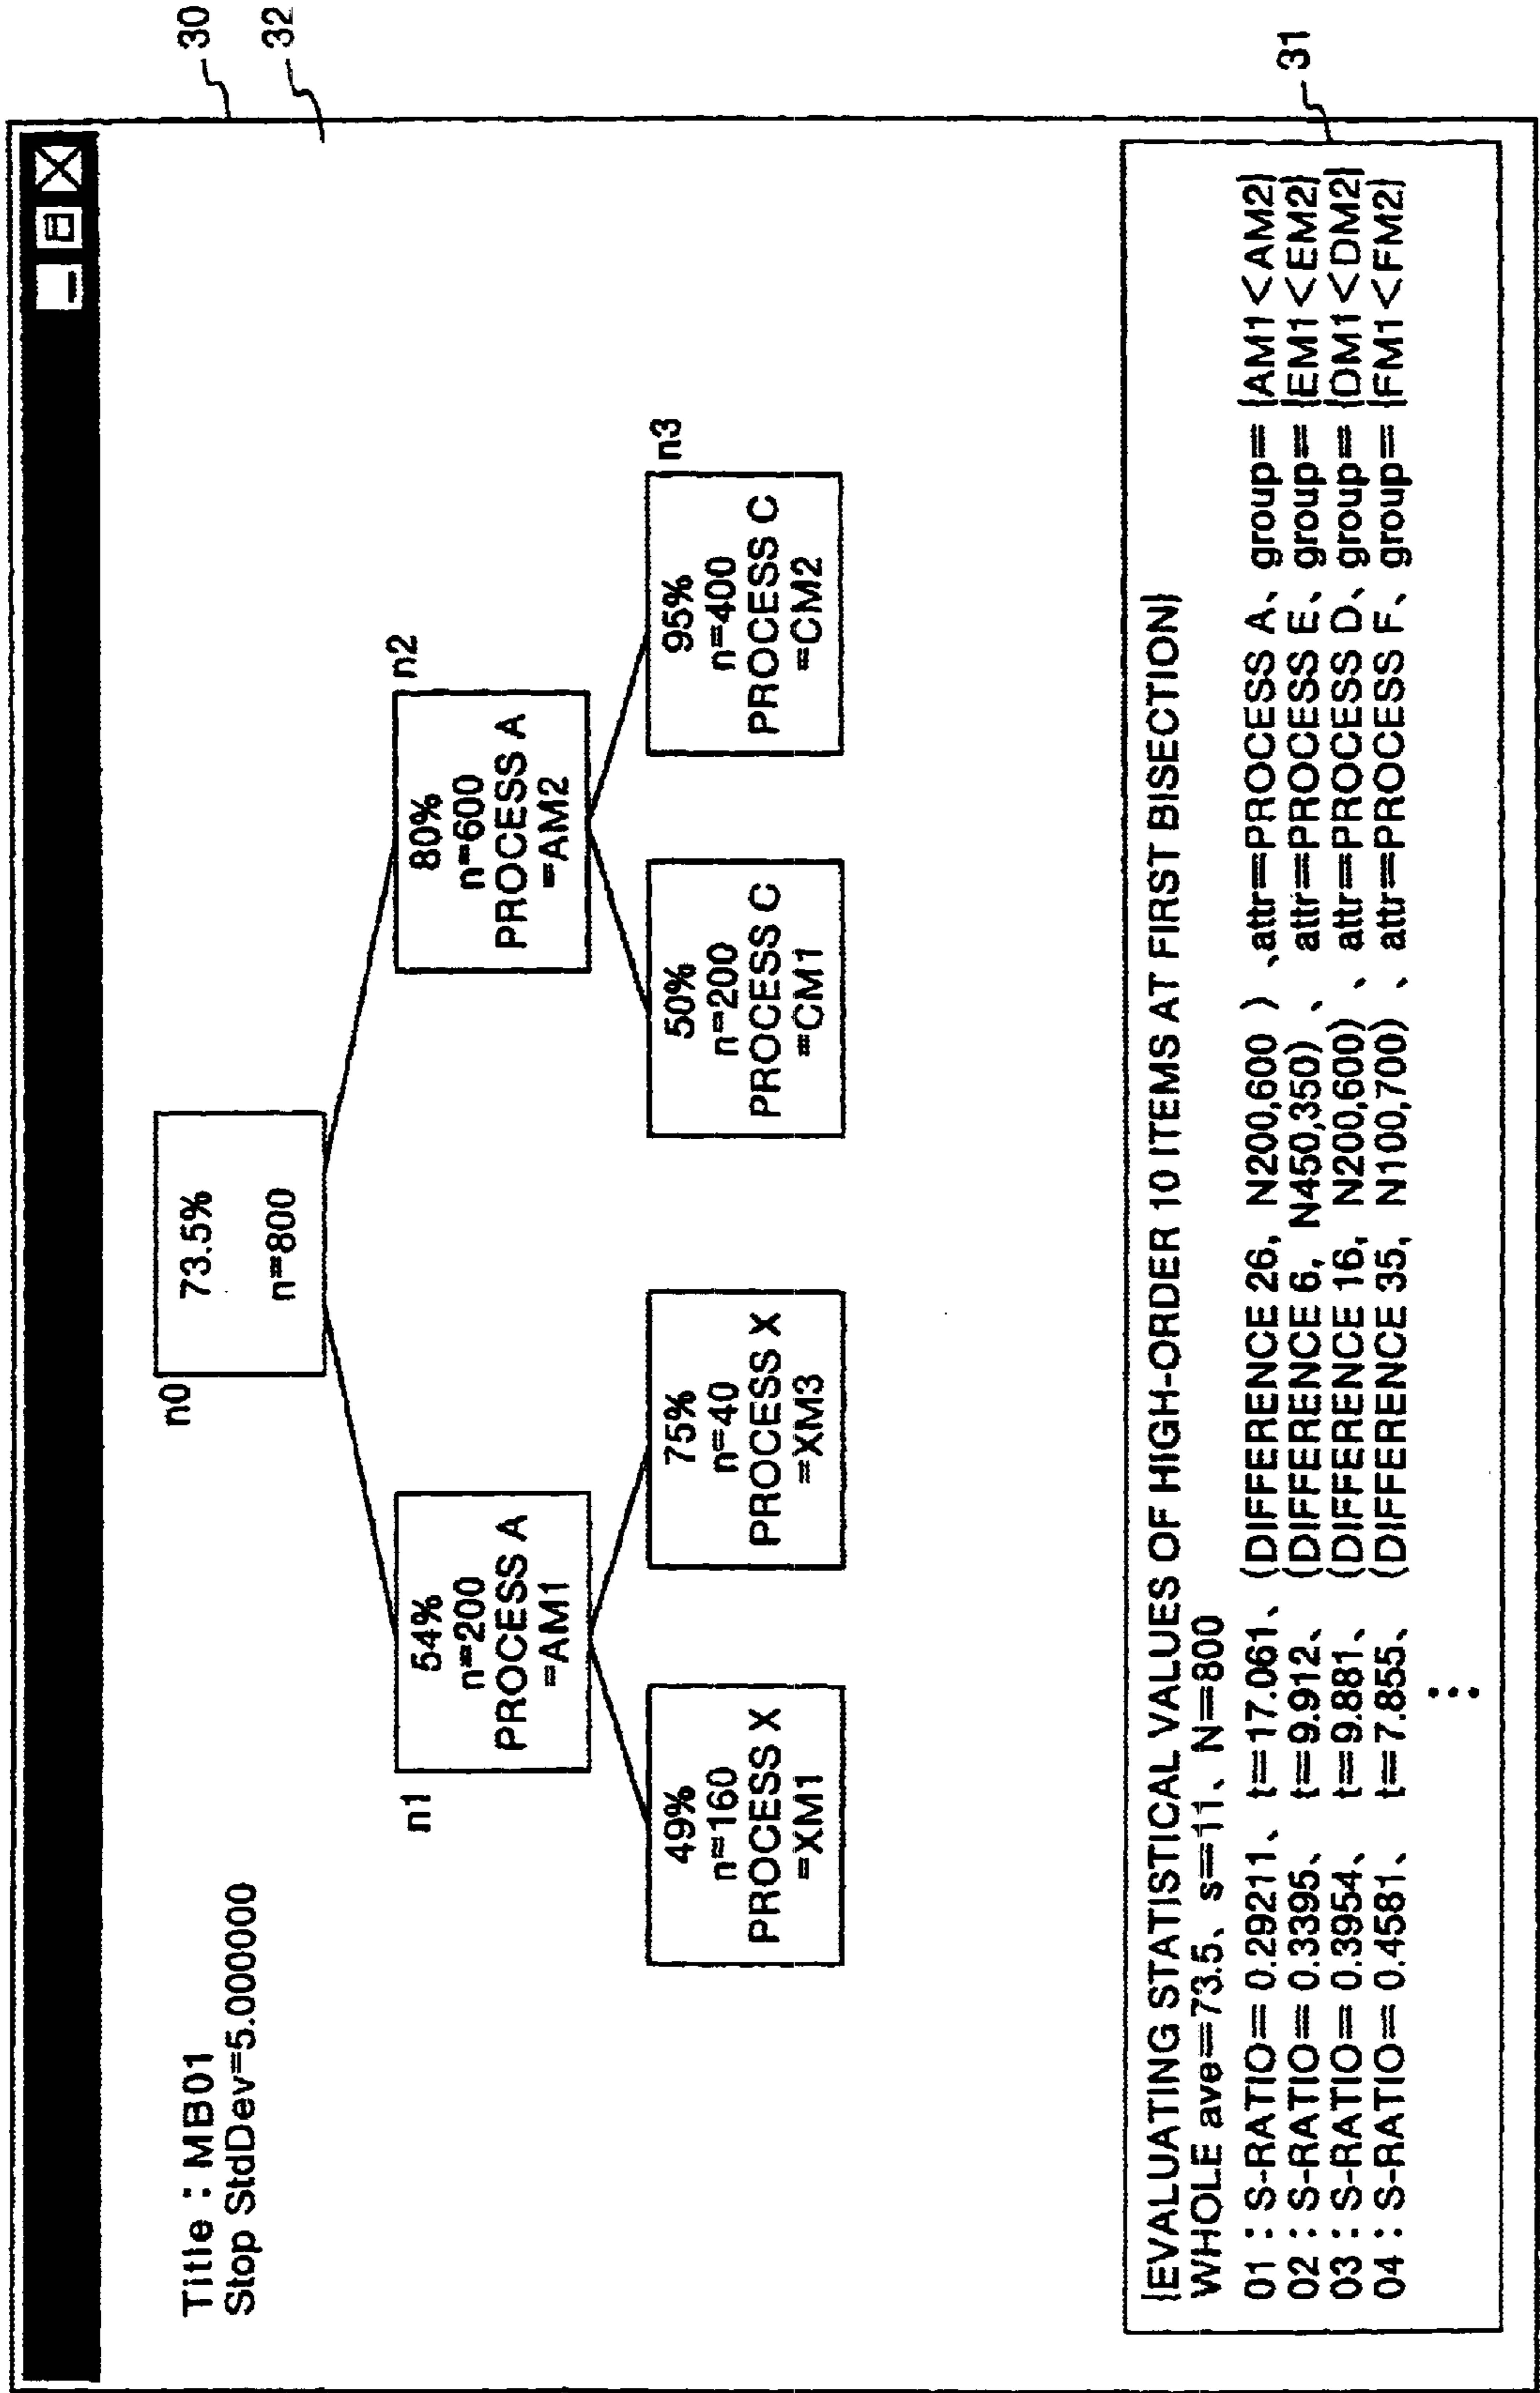 30
32
Title : MB01
Stop StdDev=5.000000
n0
73.5%
n=800
n1
54%
n=200
PROCESS A
=AM1
n2
80%
n=600
PROCESS A
=AM2
49%
n=160
PROCESS X
=XM1
75%
n=40
PROCESS X
=XM3
50%
n=200
PROCESS C
=CM1
n3
95%
n=400
PROCESS C
=CM2
31
{EVALUATING STATISTICAL VALUES OF HIGH-ORDER 10 ITEMS AT FIRST BISECTION}
WHOLE ave=73.5、s=11、N=800
01 : S-RATIO=0.29211、t=17.061、(DIFFERENCE 26, N200,600 ) 、attr=PROCESS A、group={AM1<AM2}
02 : S-RATIO=0.3395、t=9.912、(DIFFERENCE 6, N450,350) 、attr=PROCESS E、group={EM1<EM2}
03 : S-RATIO=0.3954、t=9.881、(DIFFERENCE 16, N200,600) 、attr=PROCESS D、group={DM1<DM2}
04 : S-RATIO=0.4581、t=7.855、(DIFFERENCE 35, N100,700) 、attr=PROCESS F、group={FM1<FM2}